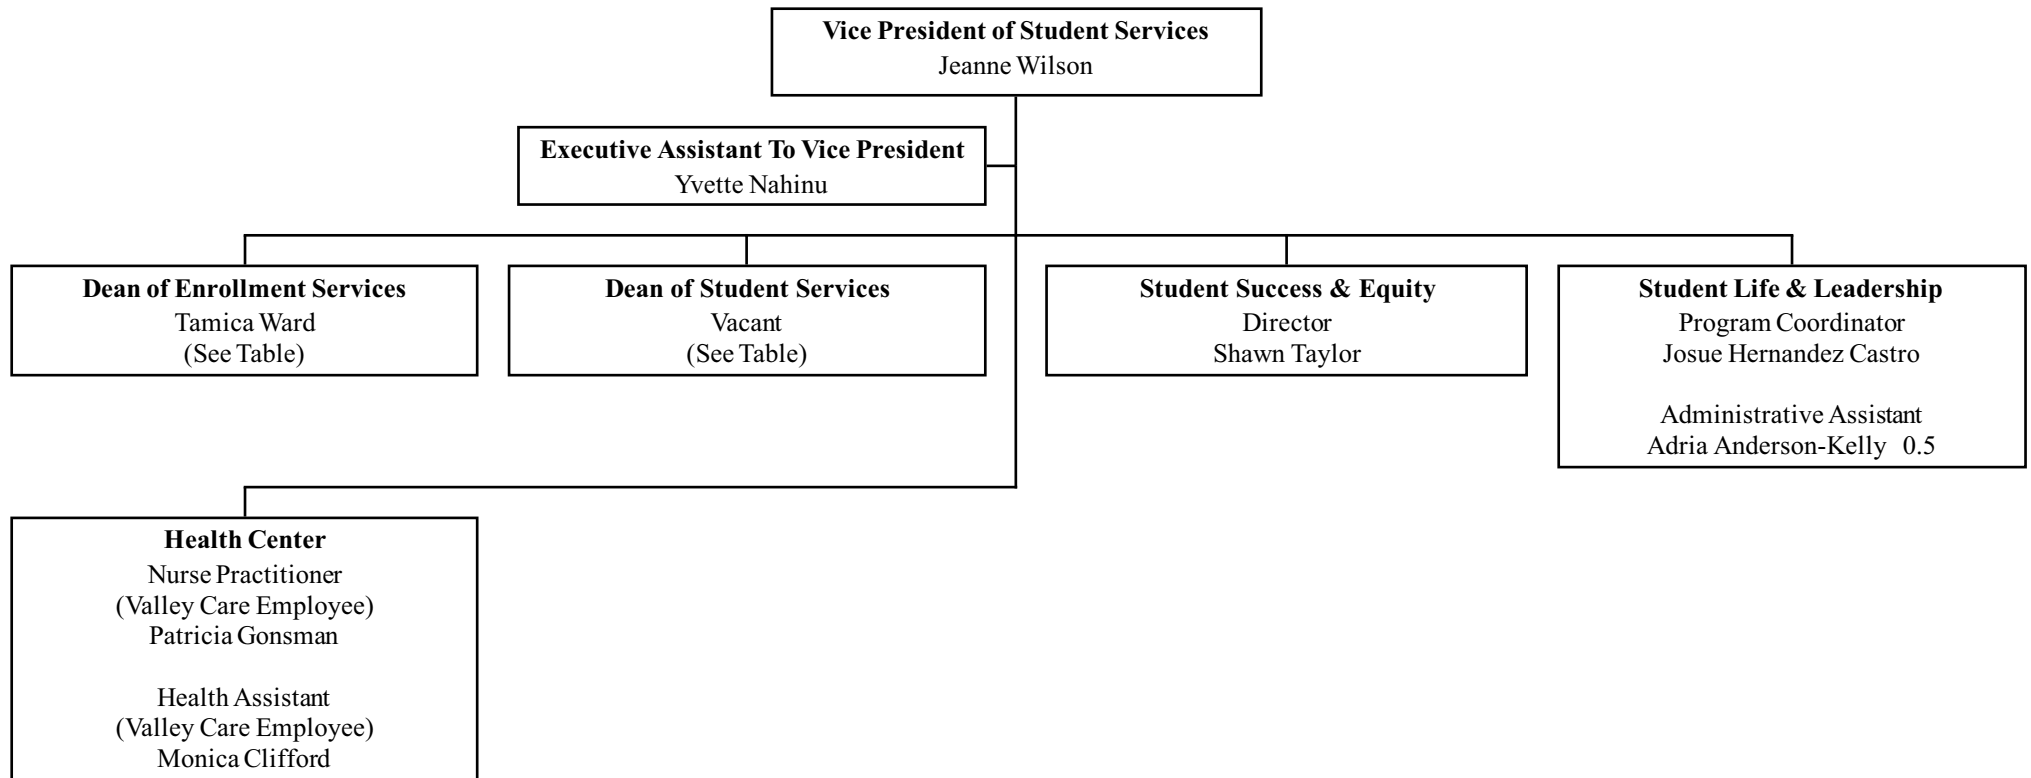 Vice President of Student Services
Jeanne Wilson
Executive Assistant To Vice President
Yvette Nahinu
Dean of Enrollment Services
Tamica Ward
(See Table)
Dean of Student Services
Vacant
(See Table)
Student Success & Equity
Director
Shawn Taylor
Student Life & Leadership
Program Coordinator
Josue Hernandez Castro
Administrative Assistant
Adria Anderson-Kelly 0.5
Health Center
Nurse Practitioner
(Valley Care Employee)
Patricia Gonsman
Health Assistant
(Valley Care Employee)
Monica Clifford